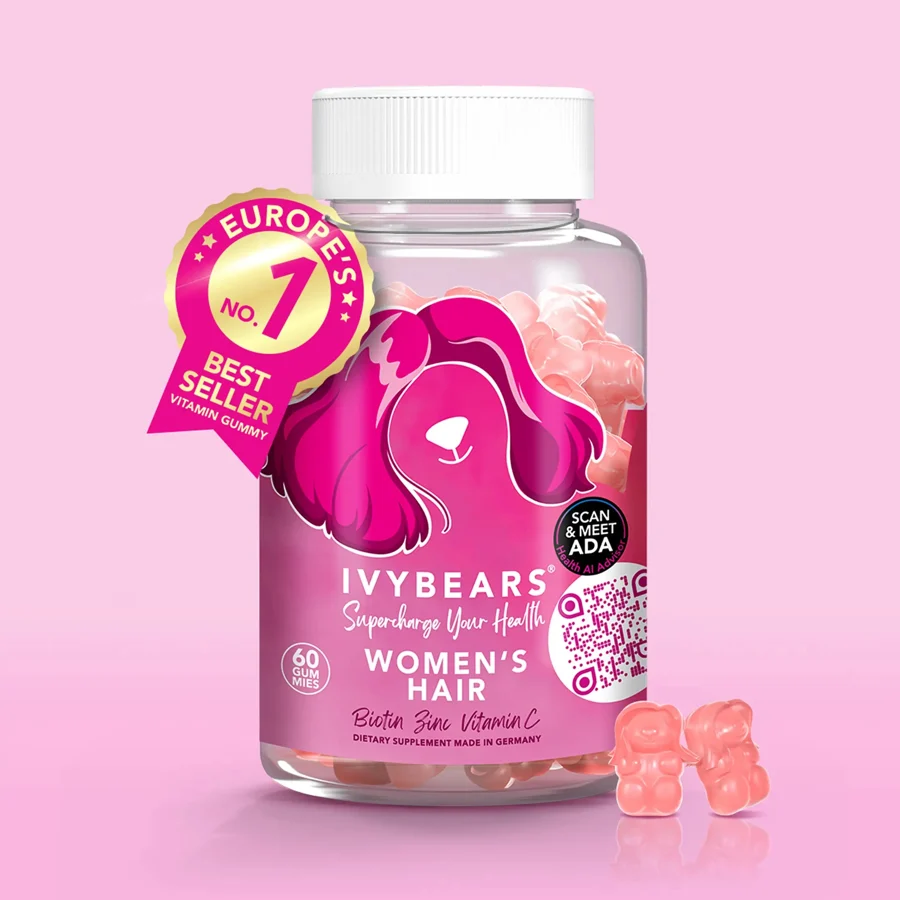 EUROPE'S
NO. 1
BEST
SELLER
VITAMIN GUMMY
SCAN
& MEET
ADA
Health AI Advisor
IVYBEARS®
Supercharge Your Health
60
GUM
MIES
WOMEN'S
HAIR
Biotin Zinc Vitamin C
DIETARY SUPPLEMENT MADE IN GERMANY